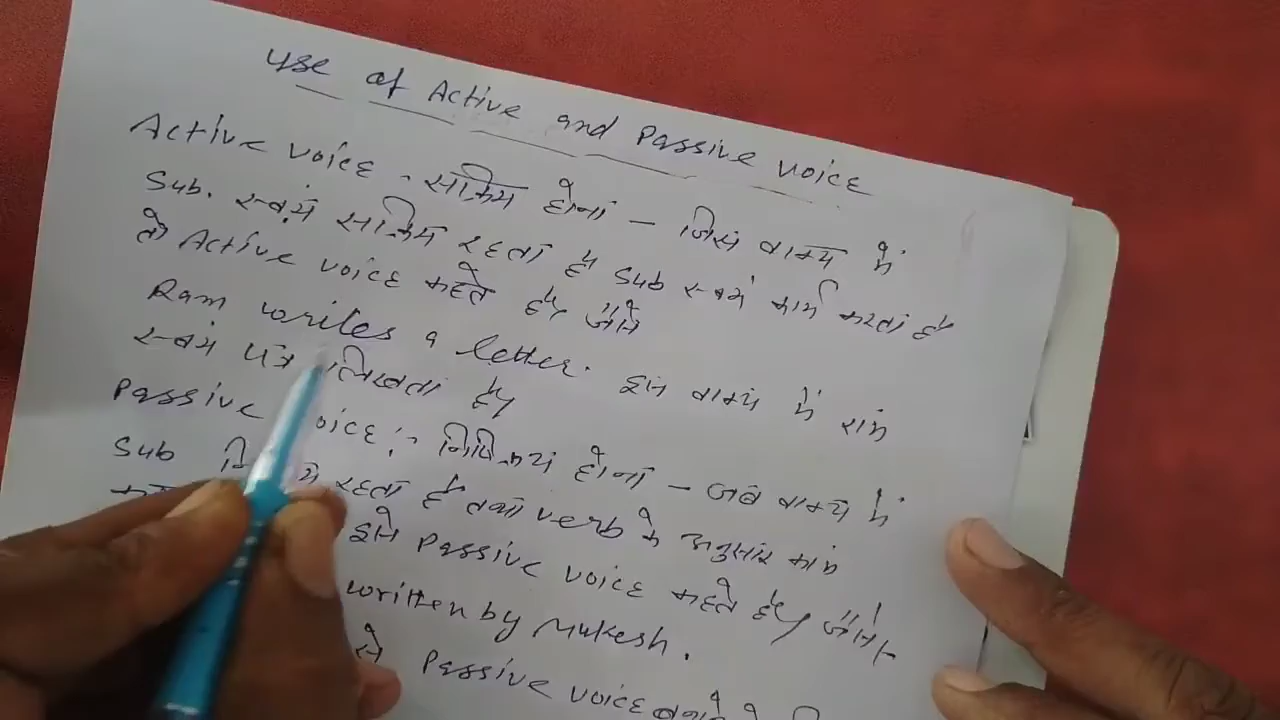 Use of Active and Passive voice
Active voice - सक्रिय होना - जिस वाक्य में
Sub. स्वयं सक्रिय रहता है Sub स्वयं कार्य करता है
तो Active voice कहते हैं जैसे
Ram writes a letter. इस वाक्य में राम
स्वयं पत्र लिखता है
Passive voice :- निष्क्रिय होना - जब वाक्य में
Sub रहता है तथा verb के अनुसार काम
इसे Passive voice कहते हैं जैसे
written by Mukesh.
से Passive voice